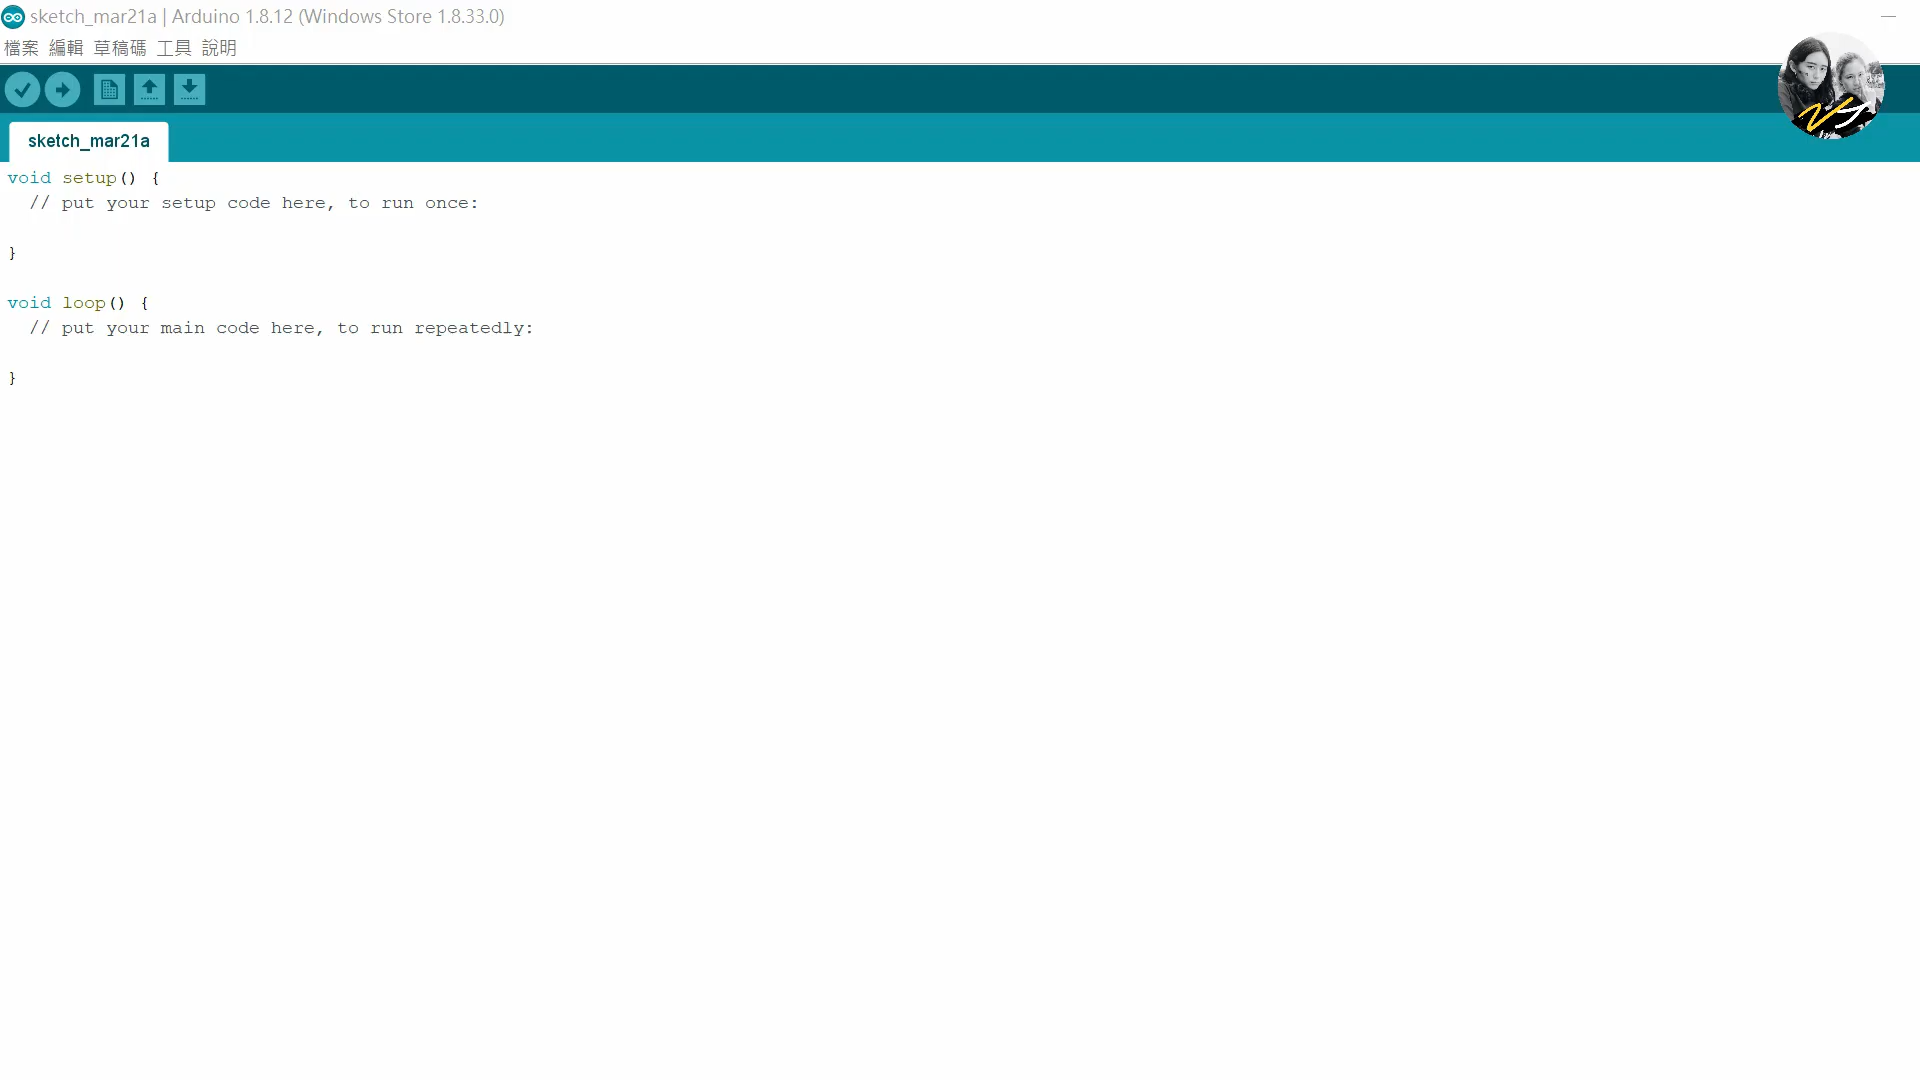 sketch_mar21a | Arduino 1.8.12 (Windows Store 1.8.33.0)
檔案 編輯 草稿碼 工具 說明
sketch_mar21a
void setup() {
  // put your setup code here, to run once:
}
void loop() {
  // put your main code here, to run repeatedly:
}